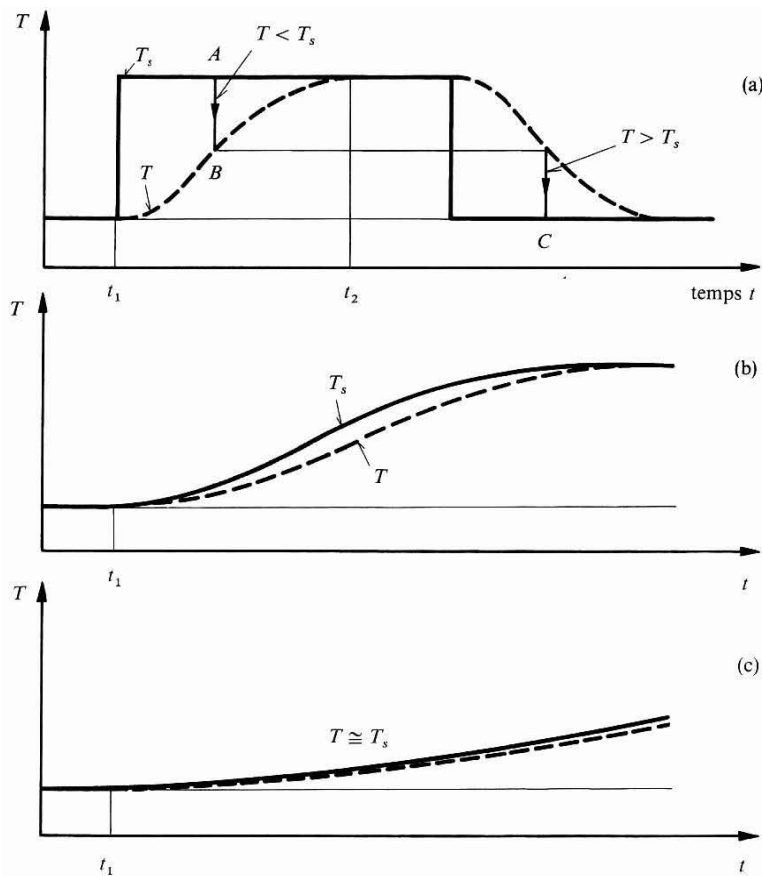 T
T < T_s
T_s
A
(a)
T > T_s
T
B
C
t_1
t_2
temps t
T
(b)
T_s
T
t_1
t
T
(c)
T ≅ T_s
t_1
t